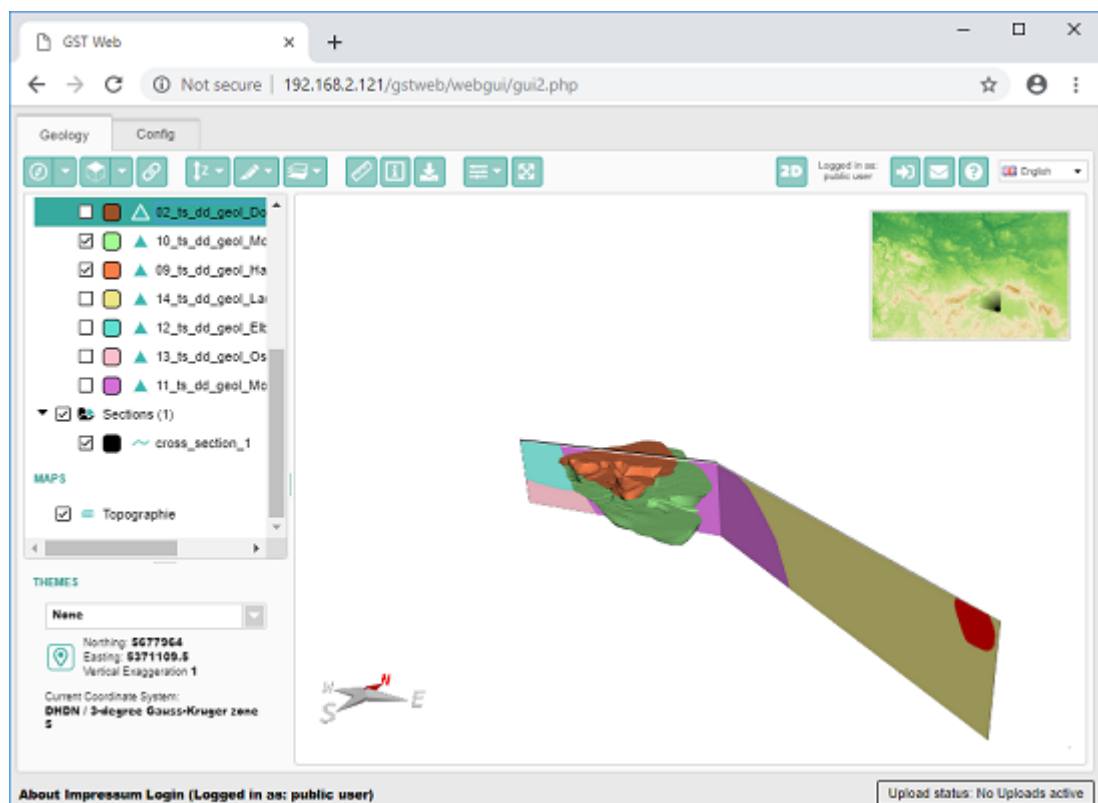 GST Web
Not secure | 192.168.2.121/gstweb/webgui/gui2.php
Geology Config
2D Logged in as: public user English
02_ts_dd_geol_Do
10_ts_dd_geol_Mo
09_ts_dd_geol_Ha
14_ts_dd_geol_Lau
12_ts_dd_geol_Elb
13_ts_dd_geol_Os
11_ts_dd_geol_Mo
Sections (1)
cross_section_1
MAPS
Topographie
THEMES
None
Northing: 5677964
Easting: 5371109.5
Vertical Exaggeration 1
Current Coordinate System:
DHDN / 3-degree Gauss-Kruger zone
5
W N
S E
About Impressum Login (Logged in as: public user)
Upload status: No Uploads active